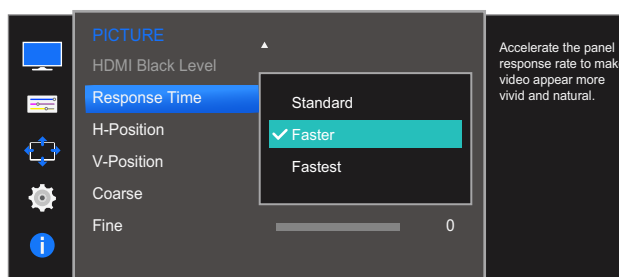 PICTURE
HDMI Black Level
Response Time
H-Position
V-Position
Coarse
Fine
0
Standard
Faster
Fastest
Accelerate the panel
response rate to make
video appear more
vivid and natural.